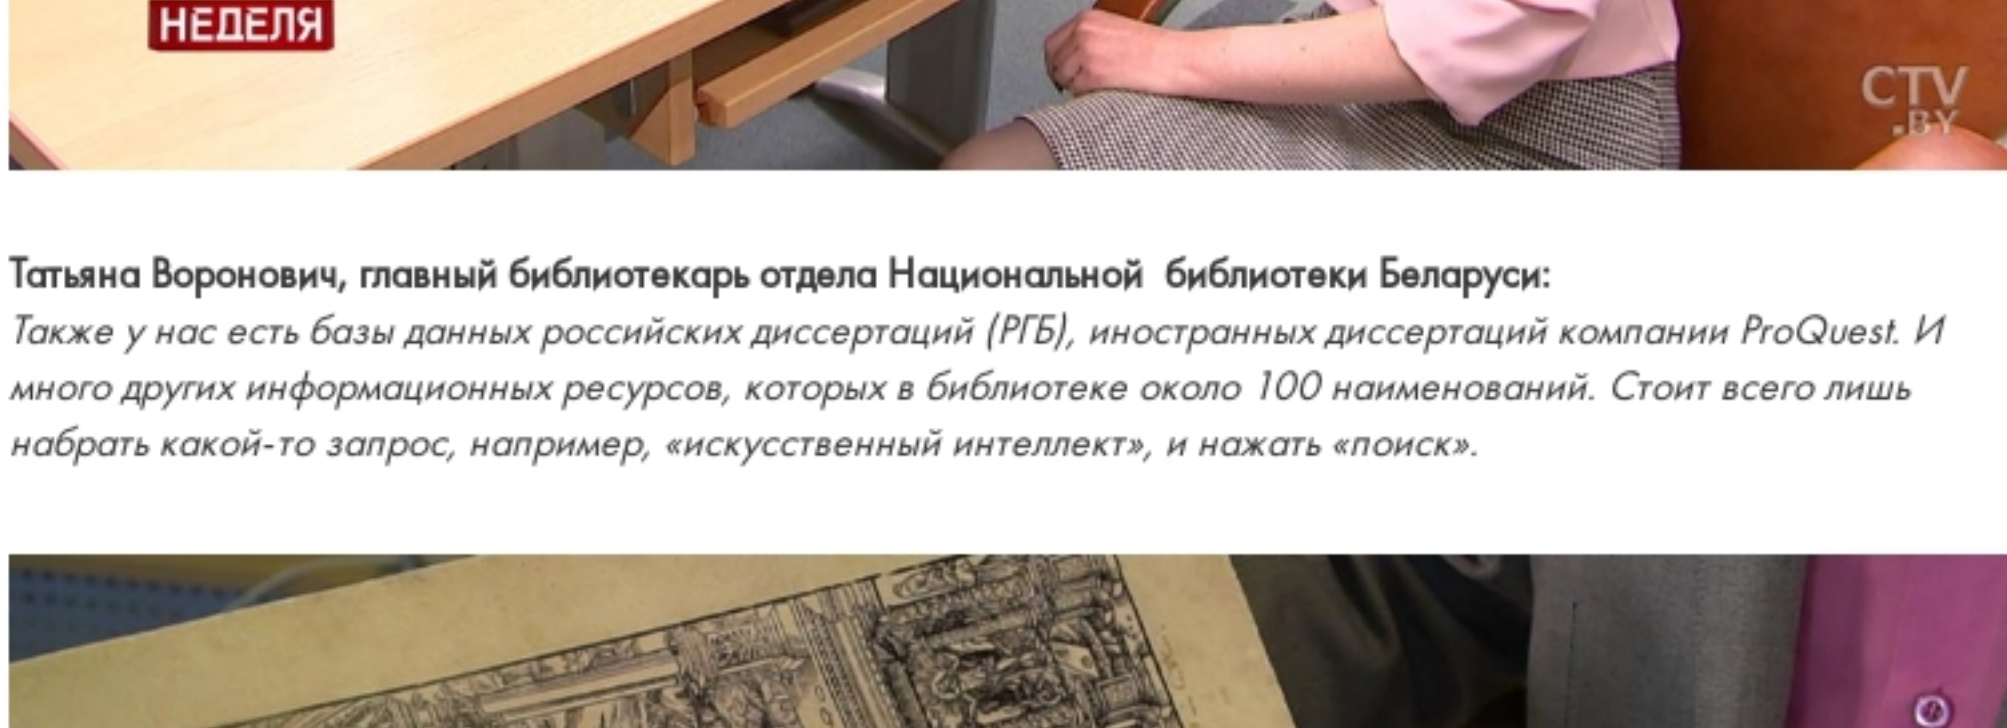 НЕДЕЛЯ
CTV
.BY
Татьяна Воронович, главный библиотекарь отдела Национальной  библиотеки Беларуси:
Также у нас есть базы данных российских диссертаций (РГБ), иностранных диссертаций компании ProQuest. И
много других информационных ресурсов, которых в библиотеке около 100 наименований. Стоит всего лишь
набрать какой-то запрос, например, «искусственный интеллект», и нажать «поиск».